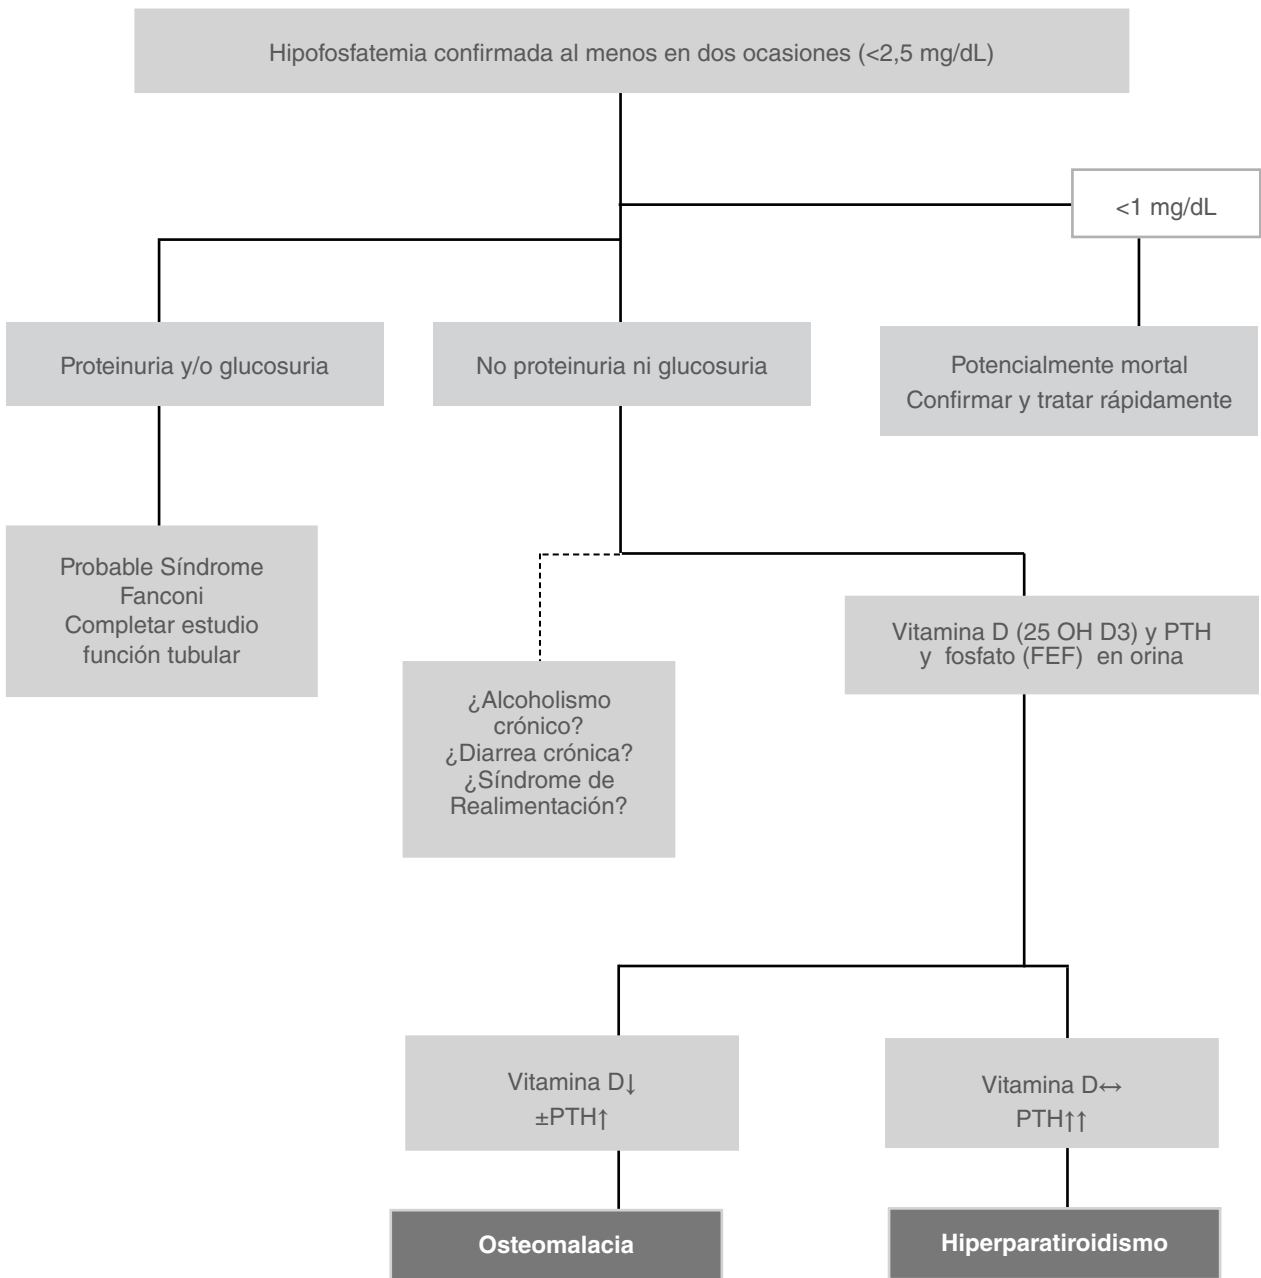 Hipofosfatemia confirmada al menos en dos ocasiones (<2,5 mg/dL)
<1 mg/dL
Proteinuria y/o glucosuria
No proteinuria ni glucosuria
Potencialmente mortal
Confirmar y tratar rápidamente
Probable Síndrome
Fanconi
Completar estudio
función tubular
¿Alcoholismo
crónico?
¿Diarrea crónica?
¿Síndrome de
Realimentación?
Vitamina D (25 OH D3) y PTH
y fosfato (FEF) en orina
Vitamina D↓
±PTH↑
Vitamina D↔
PTH↑↑
Osteomalacia
Hiperparatiroidismo